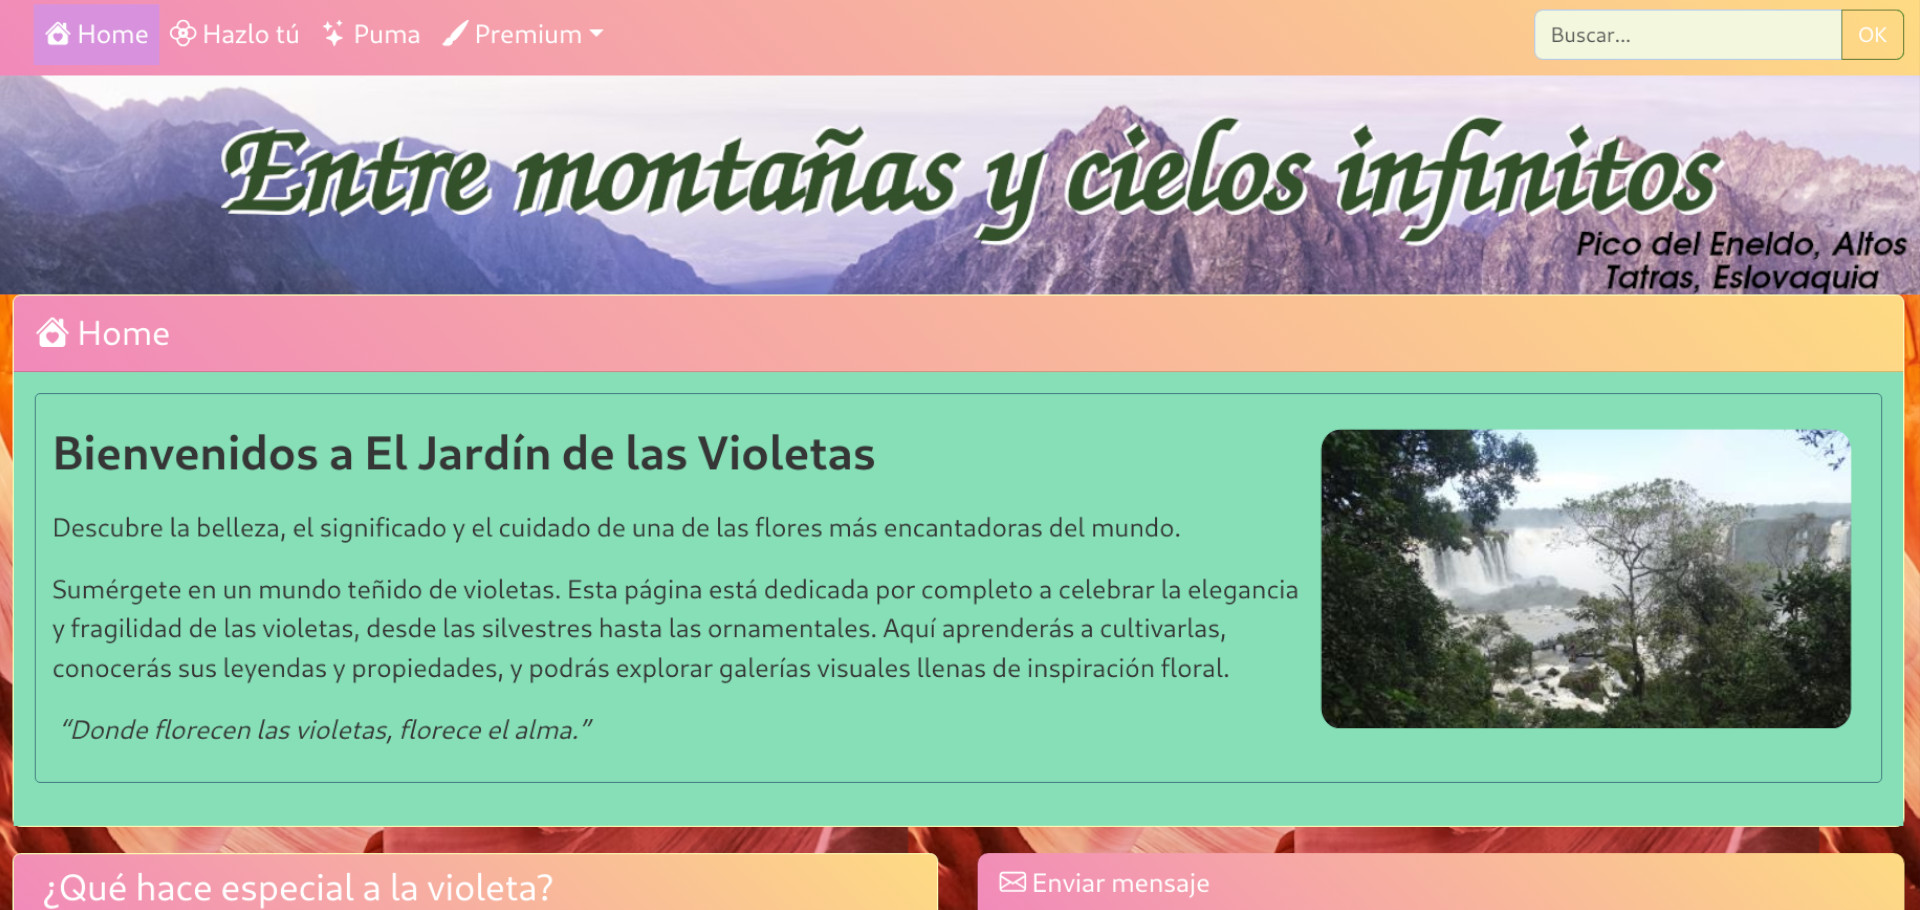 Home Hazlo tú Puma Premium Buscar... OK
Entre montañas y cielos infinitos
Pico del Eneldo, Altos
Tatras, Eslovaquia
Home
Bienvenidos a El Jardín de las Violetas
Descubre la belleza, el significado y el cuidado de una de las flores más encantadoras del mundo.
Sumérgete en un mundo teñido de violetas. Esta página está dedicada por completo a celebrar la elegancia
y fragilidad de las violetas, desde las silvestres hasta las ornamentales. Aquí aprenderás a cultivarlas,
conocerás sus leyendas y propiedades, y podrás explorar galerías visuales llenas de inspiración floral.
“Donde florecen las violetas, florece el alma.”
¿Qué hace especial a la violeta?
Enviar mensaje